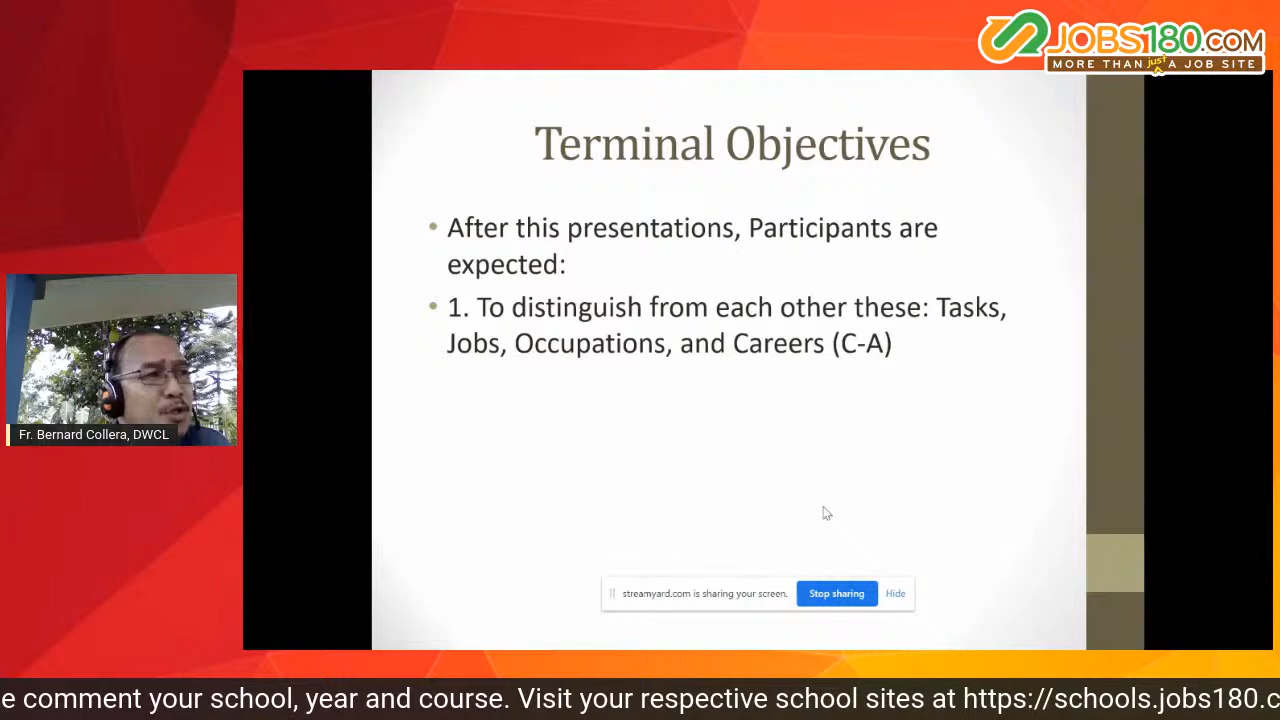 JOBS180.COM
MORE THAN just A JOB SITE
Terminal Objectives
• After this presentations, Participants are
expected:
• 1. To distinguish from each other these: Tasks,
Jobs, Occupations, and Careers (C-A)
Fr. Bernard Collera, DWCL
streamyard.com is sharing your screen.
Stop sharing
Hide
e comment your school, year and course. Visit your respective school sites at https://schools.jobs180.c